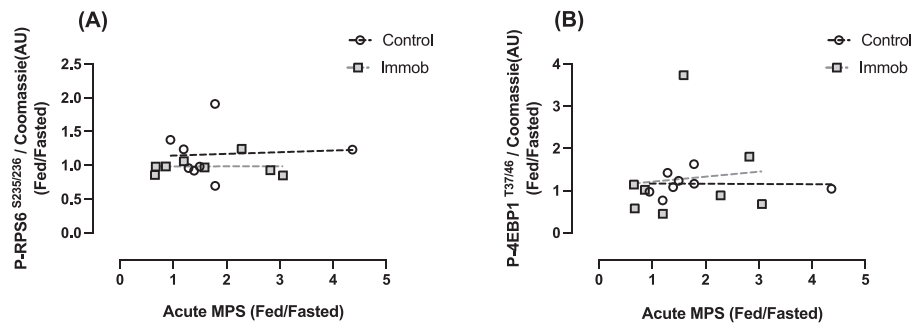 (A)
Control
Immob
P-RPS6 S235/236 / Coomassie(AU)
(Fed/Fasted)
2.5
2.0
1.5
1.0
0.5
0.0
0 1 2 3 4 5
Acute MPS (Fed/Fasted)
(B)
Control
Immob
P-4EBP1 T37/46 / Coomassie(AU)
(Fed/Fasted)
4
3
2
1
0
0 1 2 3 4 5
Acute MPS (Fed/Fasted)